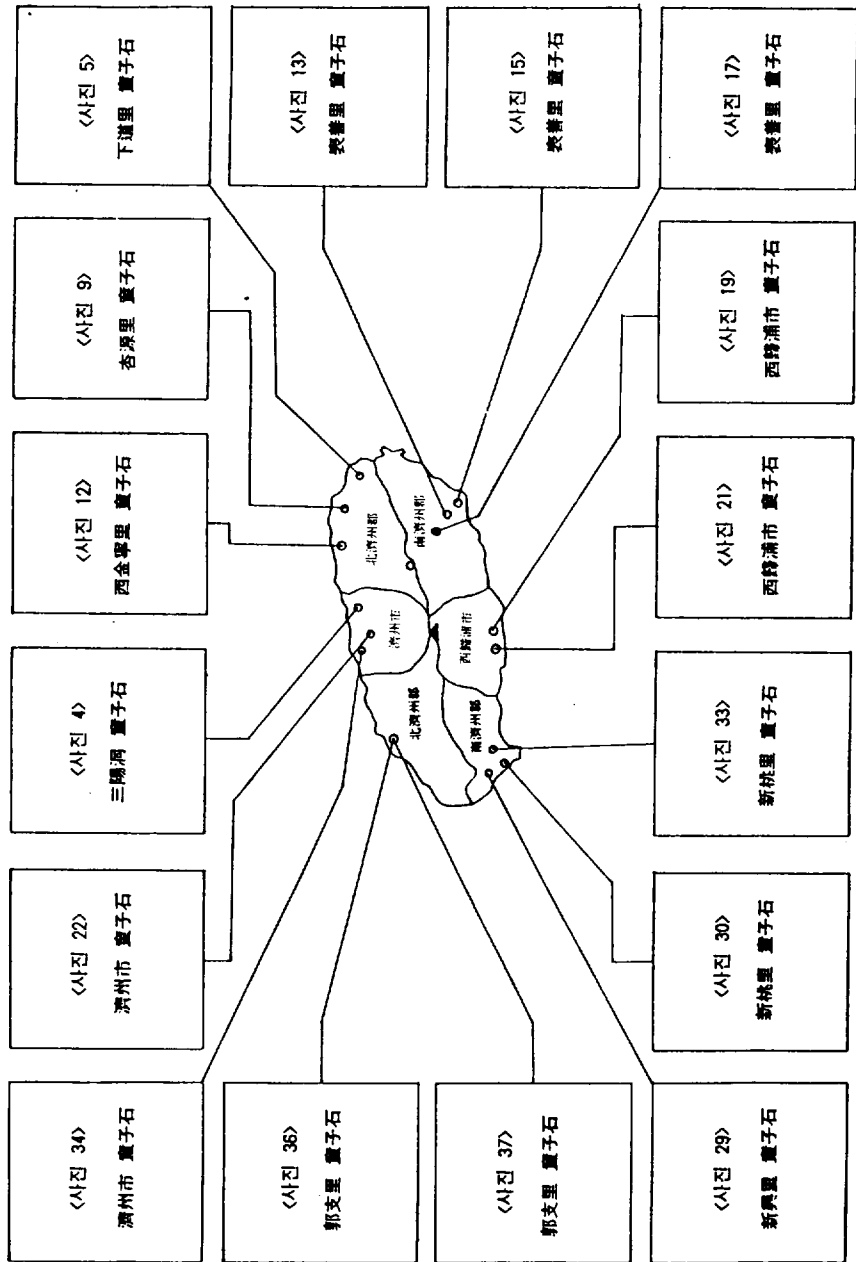 <사진 34>
濟州市 童子石
<사진 22>
濟州市 童子石
<사진 4>
三陽洞 童子石
<사진 12>
西金寧里 童子石
<사진 9>
杏源里 童子石
<사진 5>
下道里 童子石
<사진 36>
郭支里 童子石
<사진 13>
表善里 童子石
北濟州郡
濟州市
北濟州郡
南濟州郡
西歸浦市
南濟州郡
<사진 37>
郭支里 童子石
<사진 15>
表善里 童子石
<사진 29>
新興里 童子石
<사진 30>
新桃里 童子石
<사진 33>
新桃里 童子石
<사진 21>
西歸浦市 童子石
<사진 19>
西歸浦市 童子石
<사진 17>
表善里 童子石